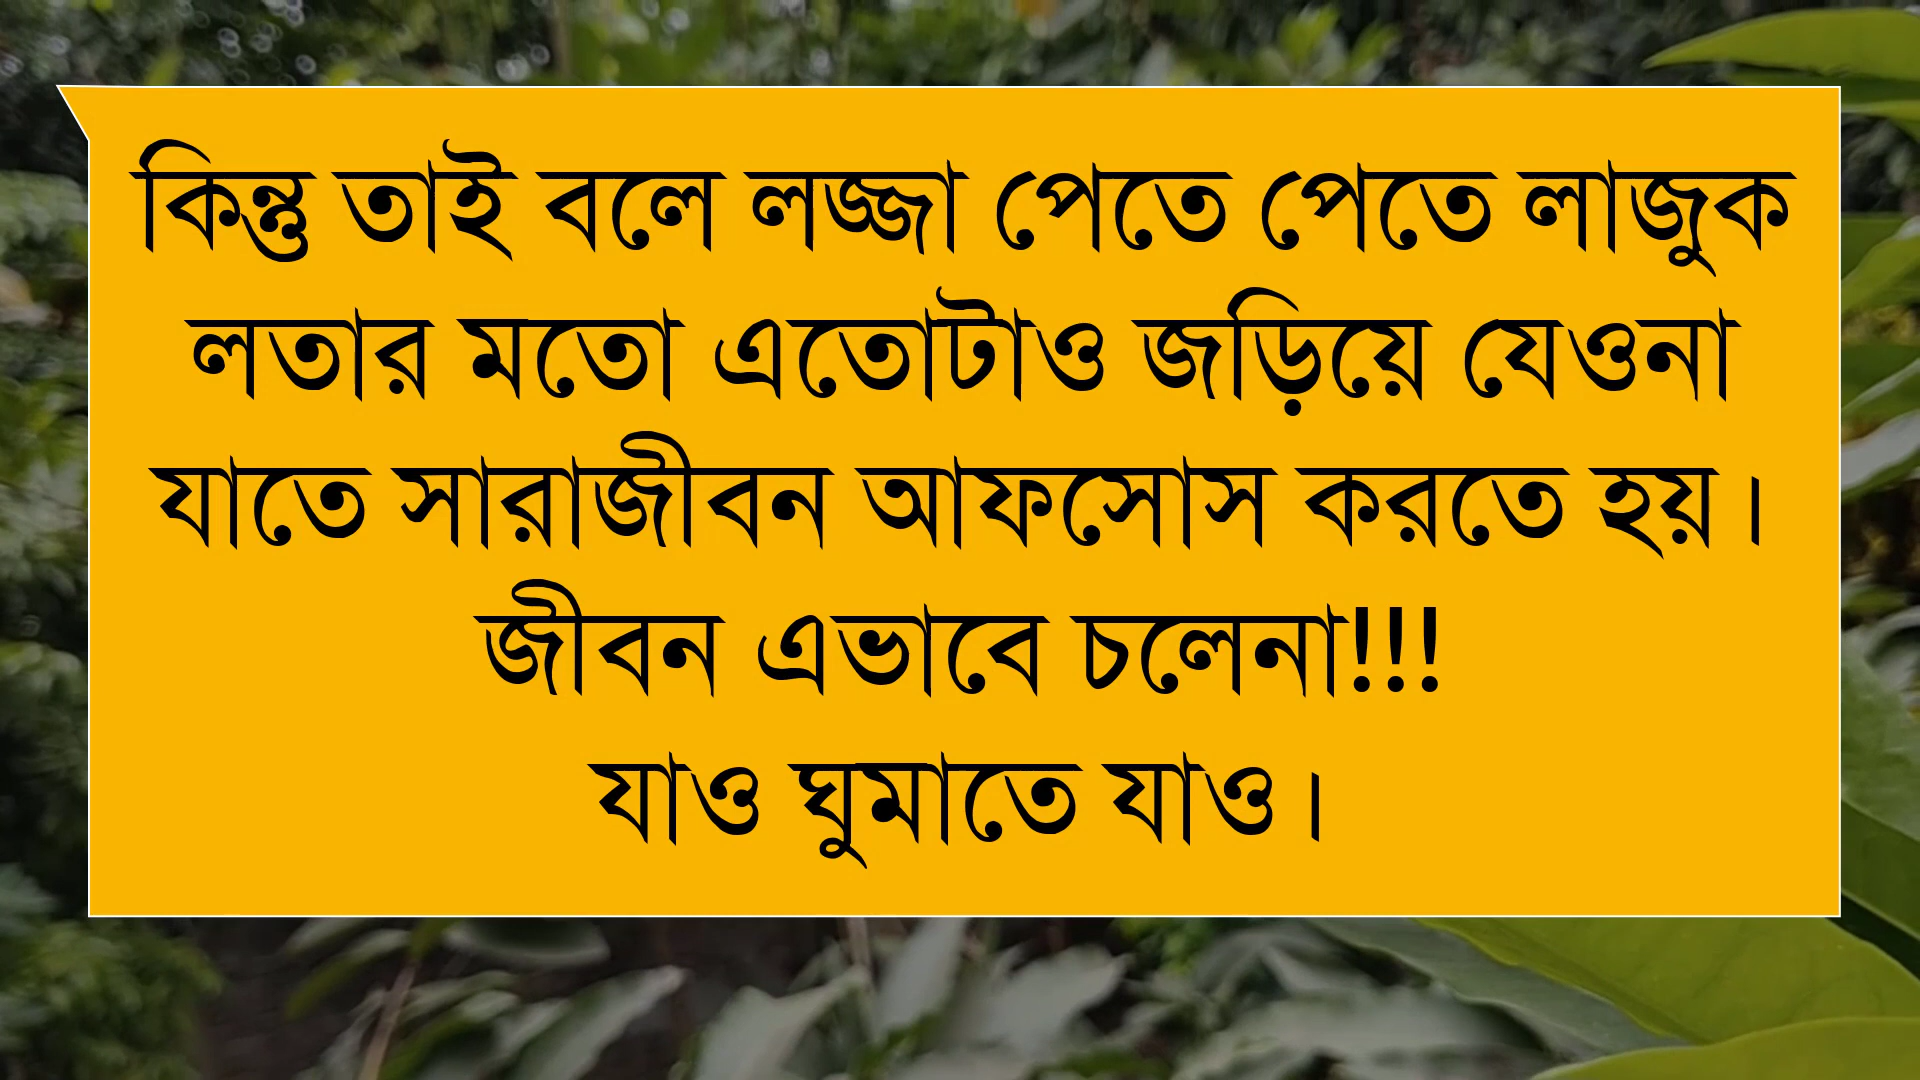 কিন্তু তাই বলে লজ্জা পেতে পেতে লাজুক
লতার মতো এতোটাও জড়িয়ে যেওনা
যাতে সারাজীবন আফসোস করতে হয়।
জীবন এভাবে চলেনা!!!
যাও ঘুমাতে যাও।